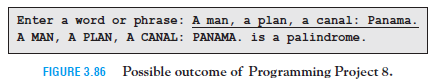 Enter a word or phrase: A man, a plan, a canal: Panama.
A MAN, A PLAN, A CANAL: PANAMA. is a palindrome.
FIGURE 3.86 Possible outcome of Programming Project 8.